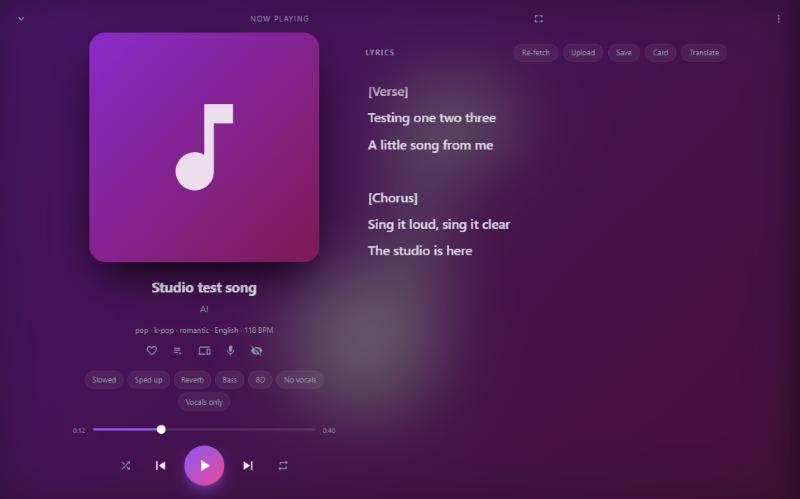 NOW PLAYING
Studio test song
AI
pop · k-pop · romantic · English · 118 BPM
Slowed Sped up Reverb Bass 8D No vocals
Vocals only
0:12 0:40
LYRICS Re-fetch Upload Save Card Translate
[Verse]
Testing one two three
A little song from me
[Chorus]
Sing it loud, sing it clear
The studio is here